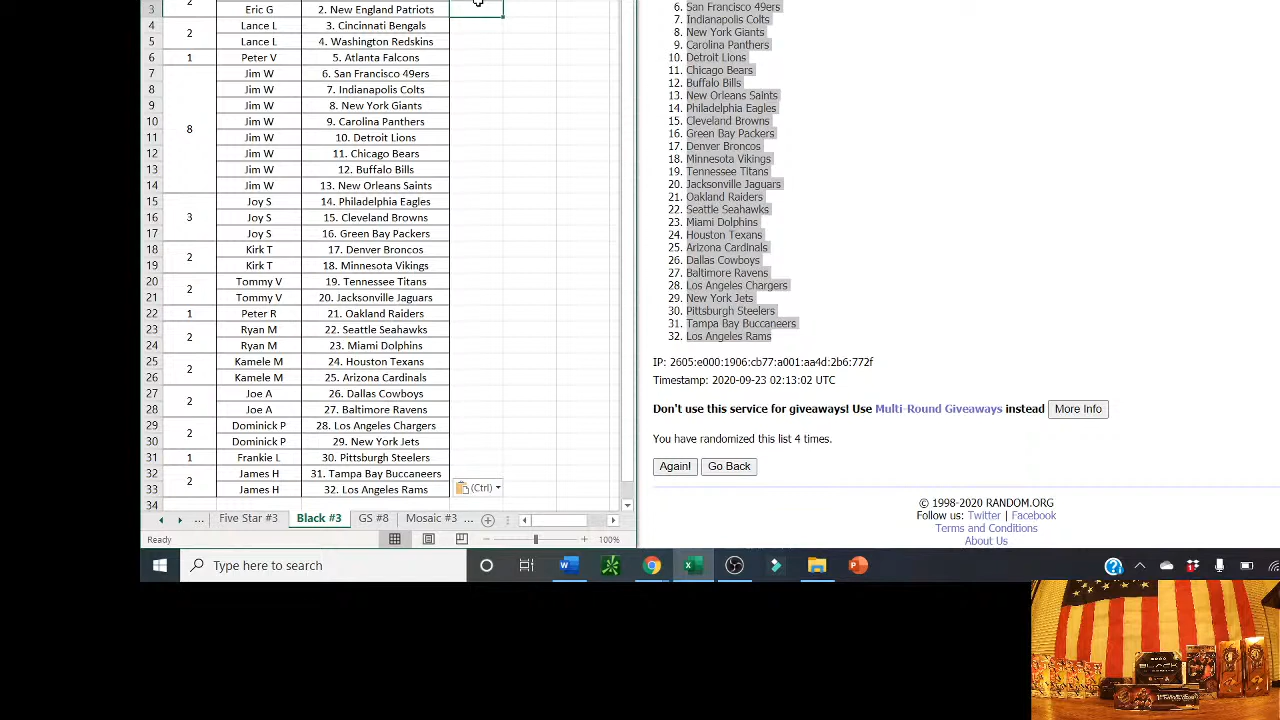 2
3 Eric G 2. New England Patriots
4 Lance L 3. Cincinnati Bengals
2
5 Lance L 4. Washington Redskins
6 1 Peter V 5. Atlanta Falcons
7 Jim W 6. San Francisco 49ers
8 Jim W 7. Indianapolis Colts
9 Jim W 8. New York Giants
10 Jim W 9. Carolina Panthers
8
11 Jim W 10. Detroit Lions
12 Jim W 11. Chicago Bears
13 Jim W 12. Buffalo Bills
14 Jim W 13. New Orleans Saints
15 Joy S 14. Philadelphia Eagles
16 3 Joy S 15. Cleveland Browns
17 Joy S 16. Green Bay Packers
18 Kirk T 17. Denver Broncos
2
19 Kirk T 18. Minnesota Vikings
20 Tommy V 19. Tennessee Titans
2
21 Tommy V 20. Jacksonville Jaguars
22 1 Peter R 21. Oakland Raiders
23 Ryan M 22. Seattle Seahawks
2
24 Ryan M 23. Miami Dolphins
25 Kamele M 24. Houston Texans
2
26 Kamele M 25. Arizona Cardinals
27 Joe A 26. Dallas Cowboys
2
28 Joe A 27. Baltimore Ravens
29 Dominick P 28. Los Angeles Chargers
2
30 Dominick P 29. New York Jets
31 1 Frankie L 30. Pittsburgh Steelers
32 James H 31. Tampa Bay Buccaneers
2
33 James H 32. Los Angeles Rams
(Ctrl)
34
... Five Star #3 Black #3 GS #8 Mosaic #3 ...
Ready 100%
6. San Francisco 49ers
7. Indianapolis Colts
8. New York Giants
9. Carolina Panthers
10. Detroit Lions
11. Chicago Bears
12. Buffalo Bills
13. New Orleans Saints
14. Philadelphia Eagles
15. Cleveland Browns
16. Green Bay Packers
17. Denver Broncos
18. Minnesota Vikings
19. Tennessee Titans
20. Jacksonville Jaguars
21. Oakland Raiders
22. Seattle Seahawks
23. Miami Dolphins
24. Houston Texans
25. Arizona Cardinals
26. Dallas Cowboys
27. Baltimore Ravens
28. Los Angeles Chargers
29. New York Jets
30. Pittsburgh Steelers
31. Tampa Bay Buccaneers
32. Los Angeles Rams
IP: 2605:e000:1906:cb77:a001:aa4d:2b6:772f
Timestamp: 2020-09-23 02:13:02 UTC
Don't use this service for giveaways! Use Multi-Round Giveaways instead More Info
You have randomized this list 4 times.
Again! Go Back
© 1998-2020 RANDOM.ORG
Follow us: Twitter | Facebook
Terms and Conditions
About Us
Type here to search
BLACK